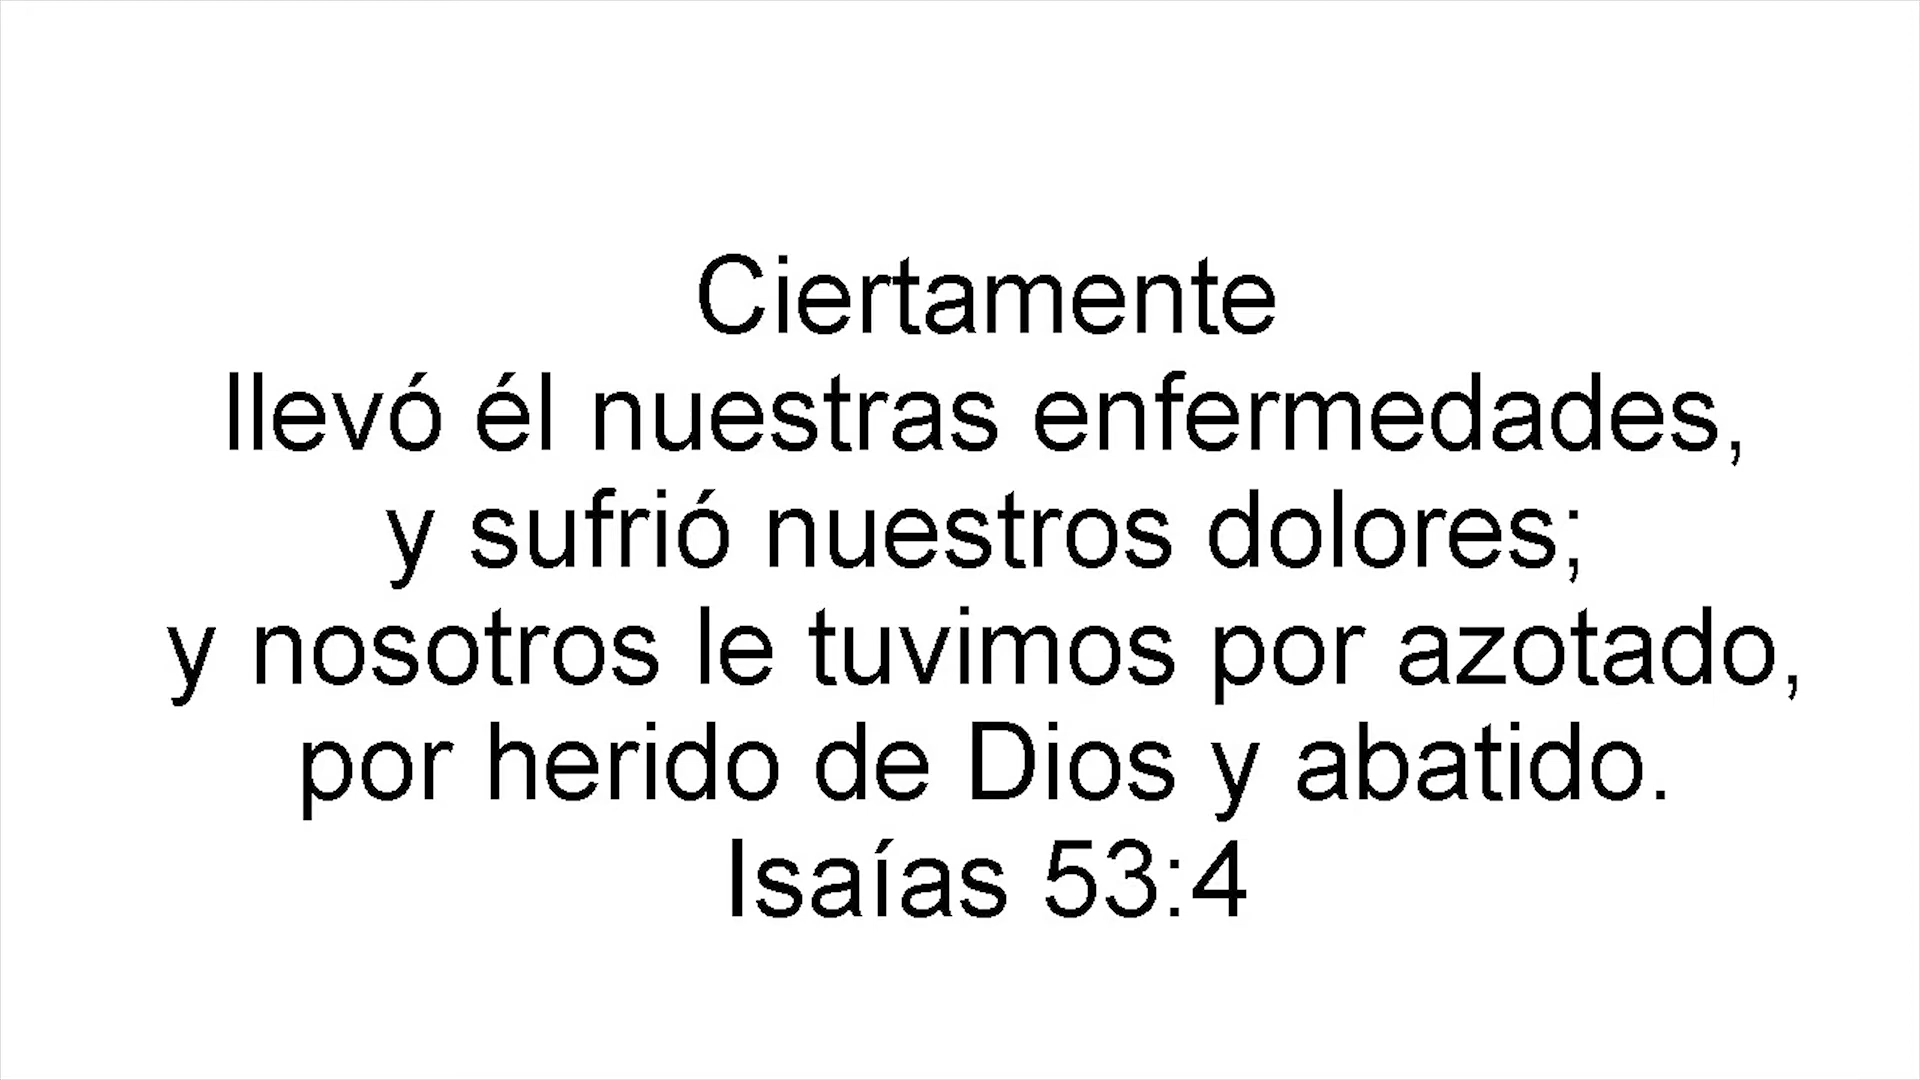 Ciertamente
llevó él nuestras enfermedades,
y sufrió nuestros dolores;
y nosotros le tuvimos por azotado,
por herido de Dios y abatido.
Isaías 53:4